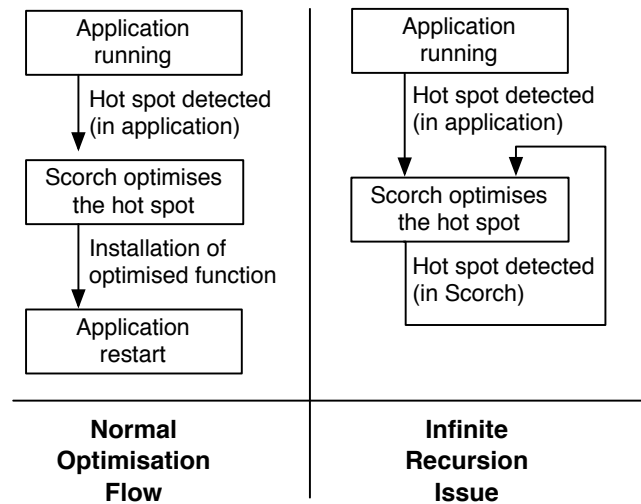 Application
running
Hot spot detected
(in application)
Scorch optimises
the hot spot
Installation of
optimised function
Application
restart
Normal
Optimisation
Flow
Application
running
Hot spot detected
(in application)
Scorch optimises
the hot spot
Hot spot detected
(in Scorch)
Infinite
Recursion
Issue